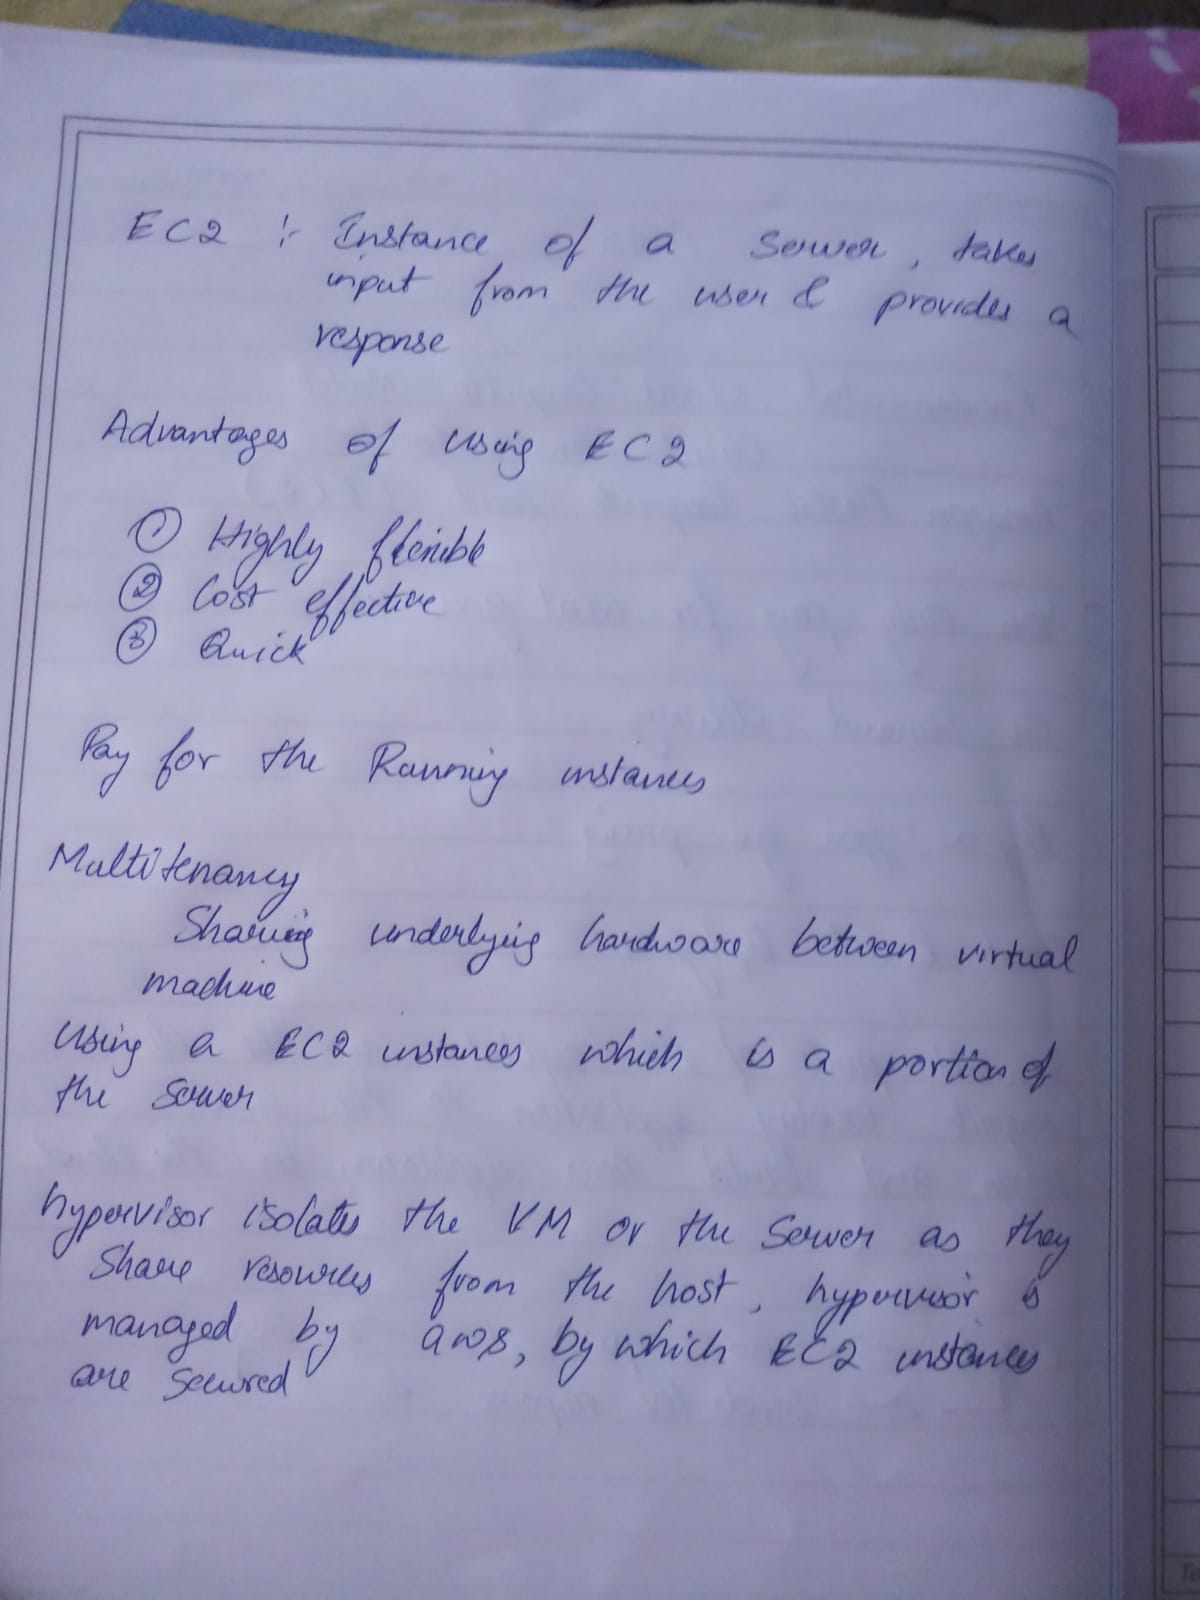 EC2 :- Instance of a Server, takes
input from the user & provides a
response
Advantages of using EC2
① Highly flexible
② Cost effective
③ Quick
Pay for the Running instances
Multitenancy
Sharing underlying hardware between virtual
machine
Using a EC2 instances which is a portion of
the Server
hypervisor isolates the VM or the Server as they
Share resources from the host, hypervisor is
managed by aws, by which EC2 instances
are Secured